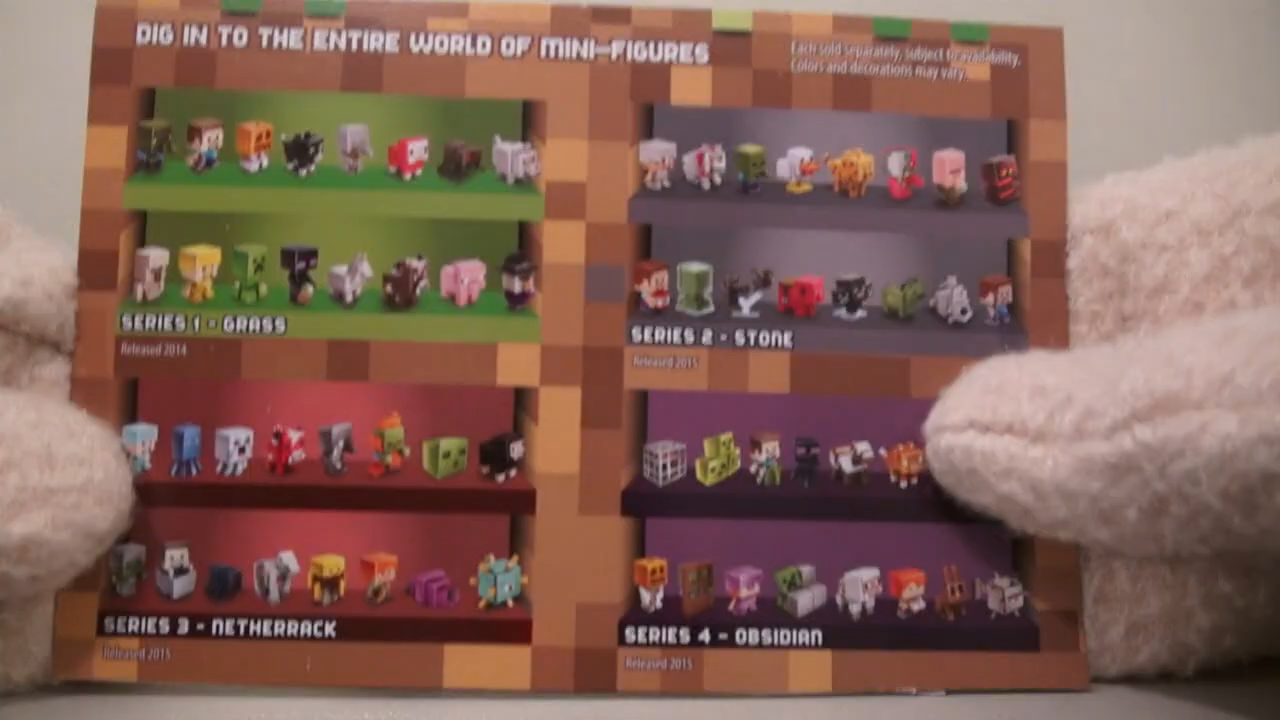 DIG IN TO THE ENTIRE WORLD OF MINI-FIGURES
Each sold separately, subject to availability.
Colors and decorations may vary.
SERIES 1 - GRASS
Released 2014
SERIES 2 - STONE
Released 2015
SERIES 3 - NETHERRACK
Released 2015
SERIES 4 - OBSIDIAN
Released 2015